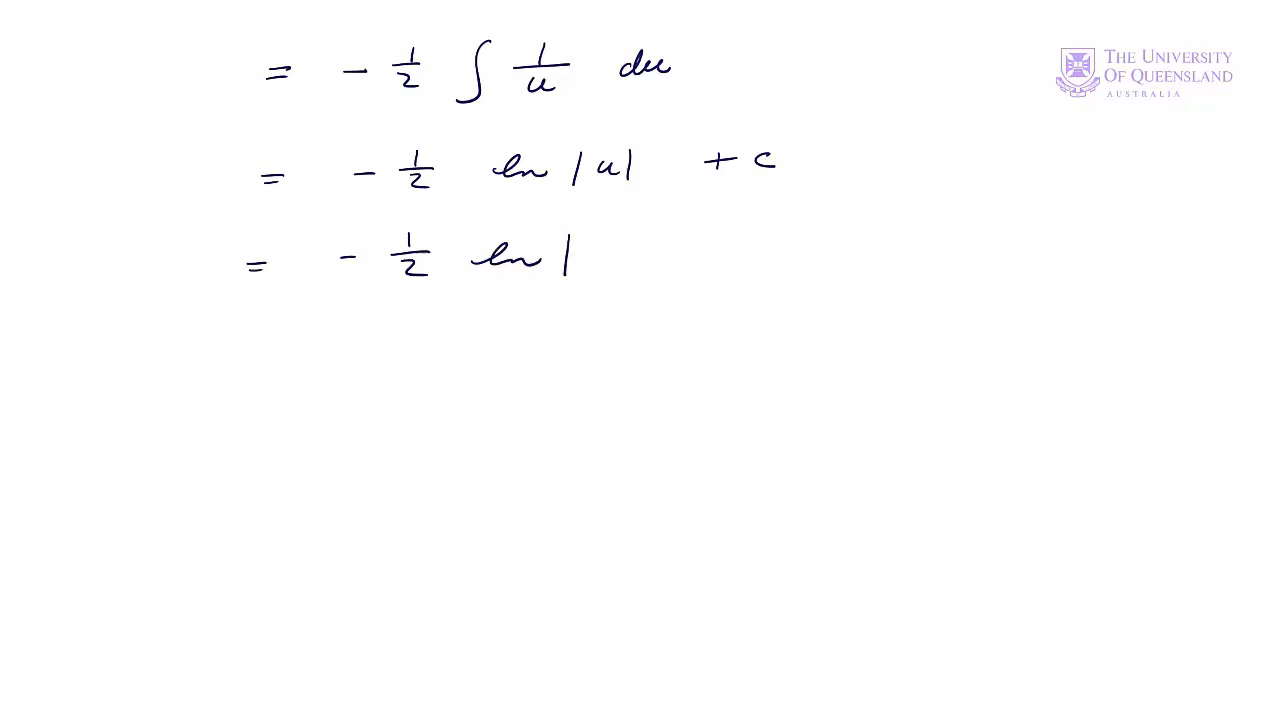 = - 1/2 ∫ 1/u du
THE UNIVERSITY
OF QUEENSLAND
AUSTRALIA
= - 1/2 ln |u| + c
= - 1/2 ln |